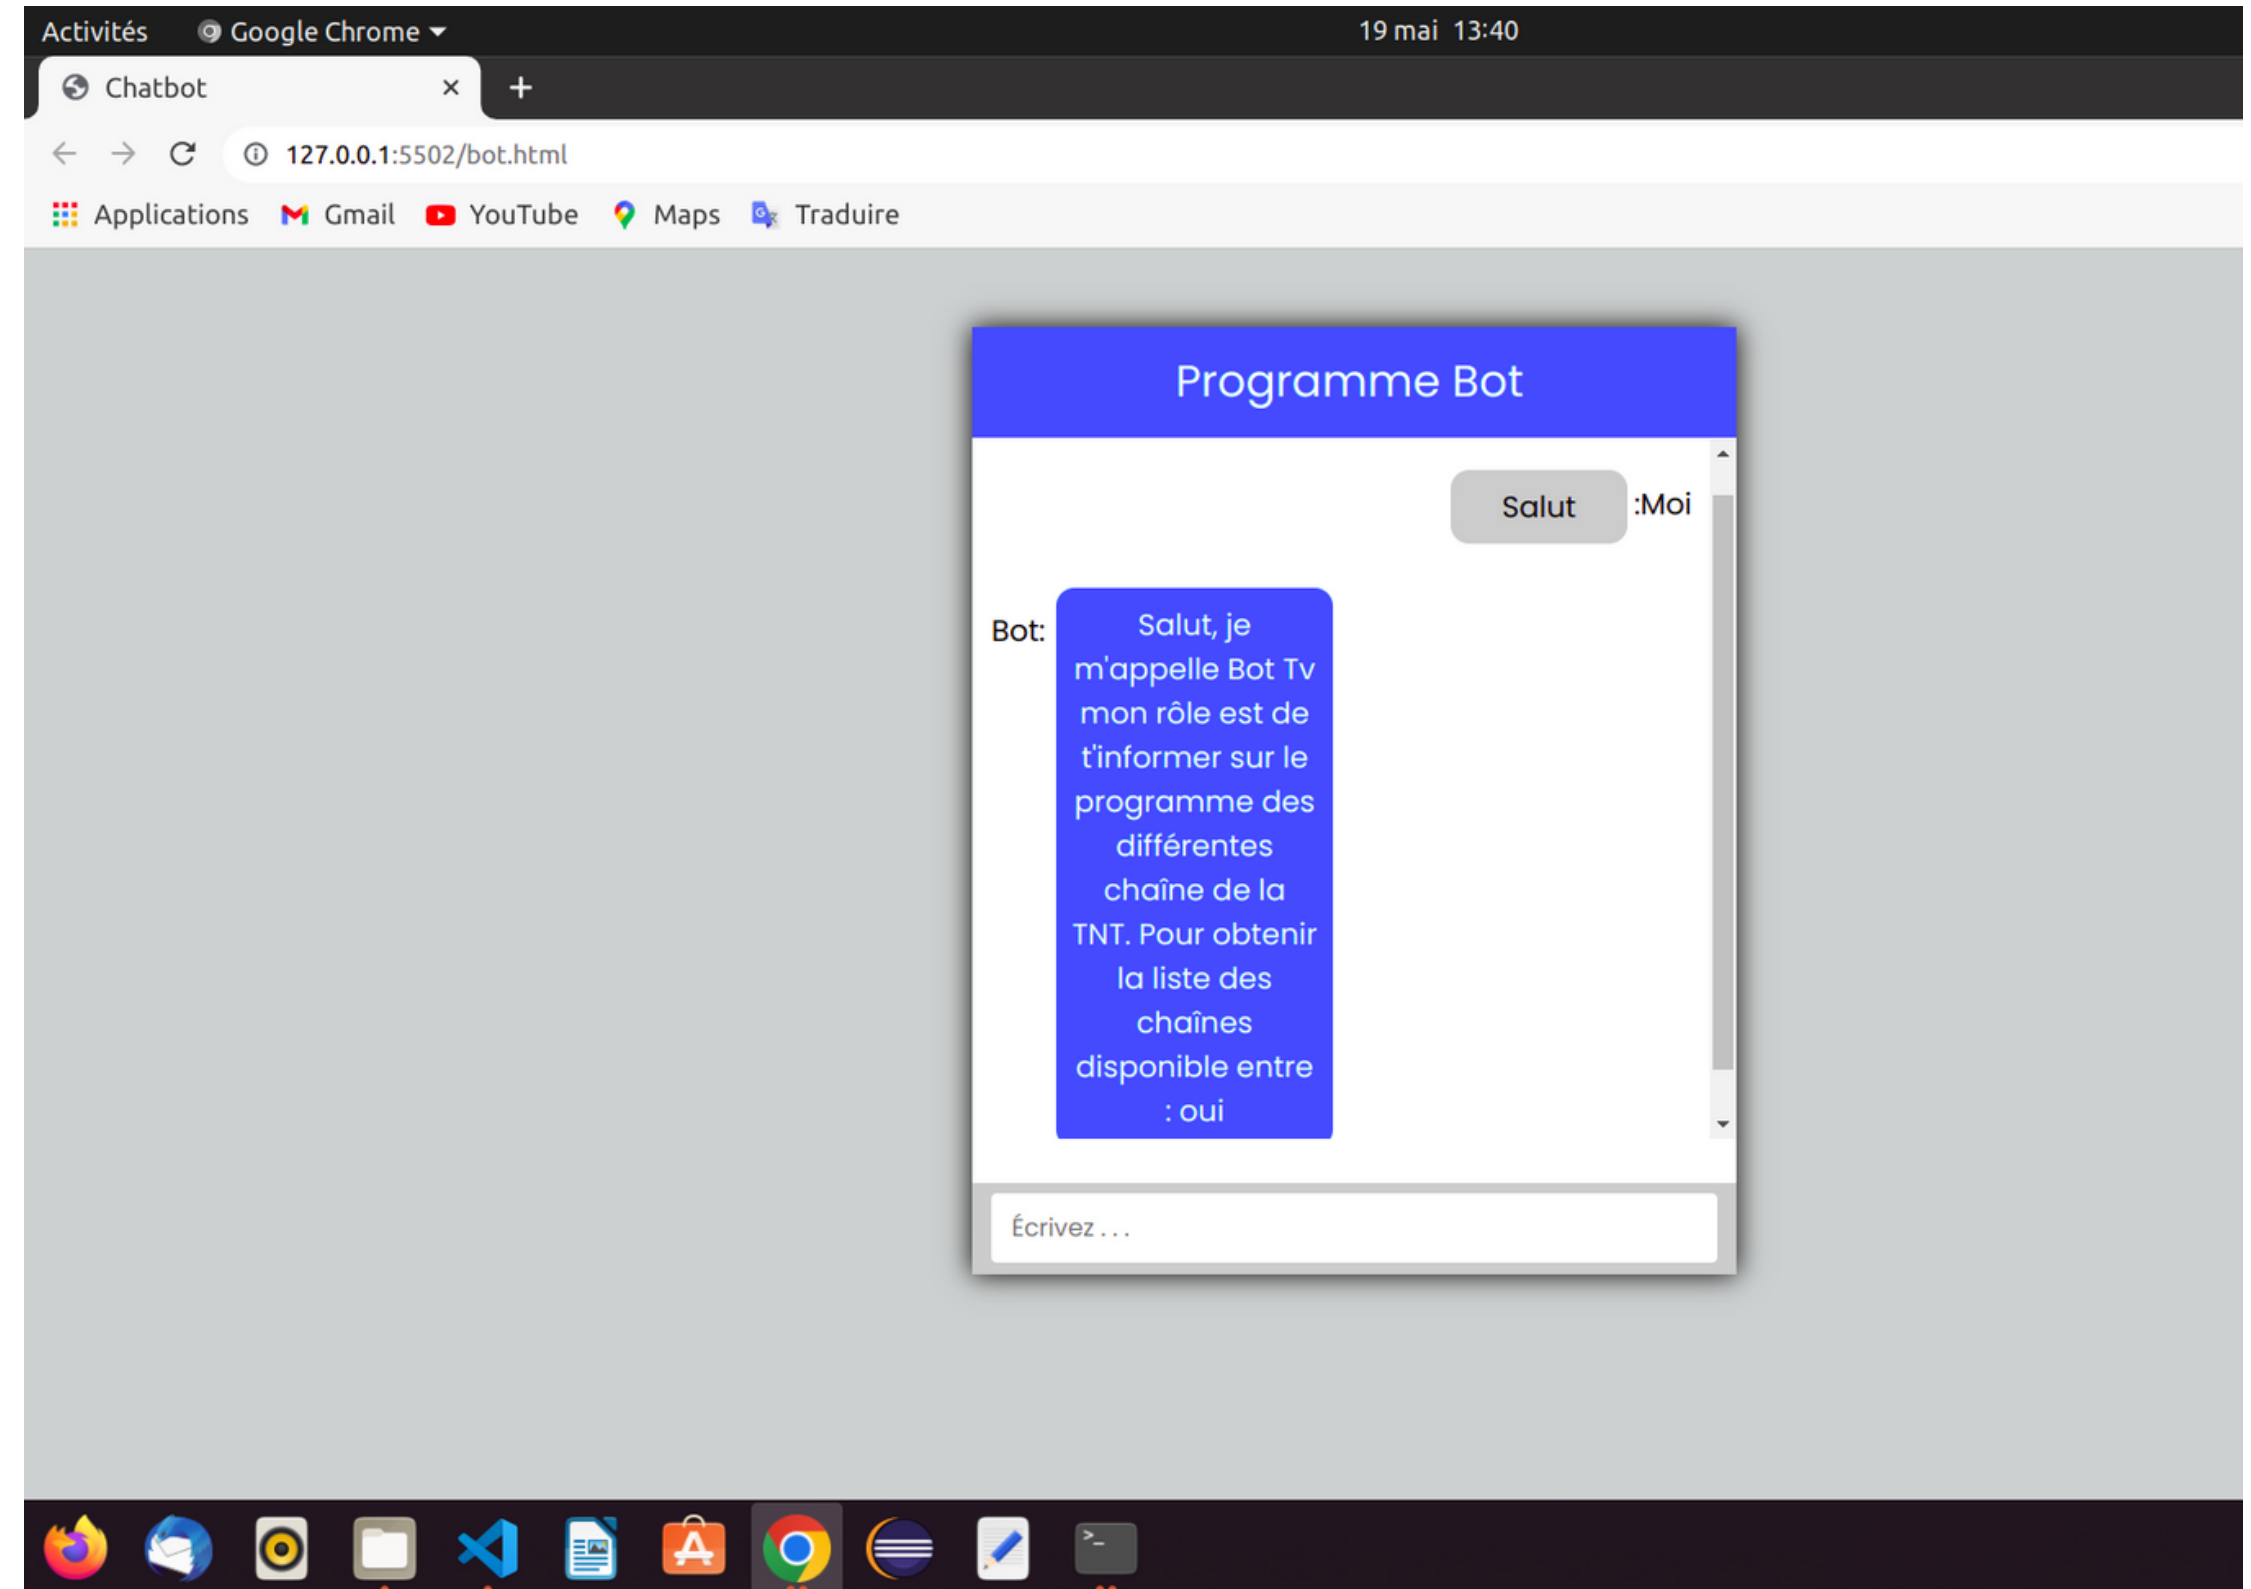 Activités Google Chrome 19 mai 13:40
Chatbot
127.0.0.1:5502/bot.html
Applications Gmail YouTube Maps Traduire
Programme Bot
Salut :Moi
Bot: Salut, je
m'appelle Bot Tv
mon rôle est de
t'informer sur le
programme des
différentes
chaîne de la
TNT. Pour obtenir
la liste des
chaînes
disponible entre
: oui
Écrivez . . .